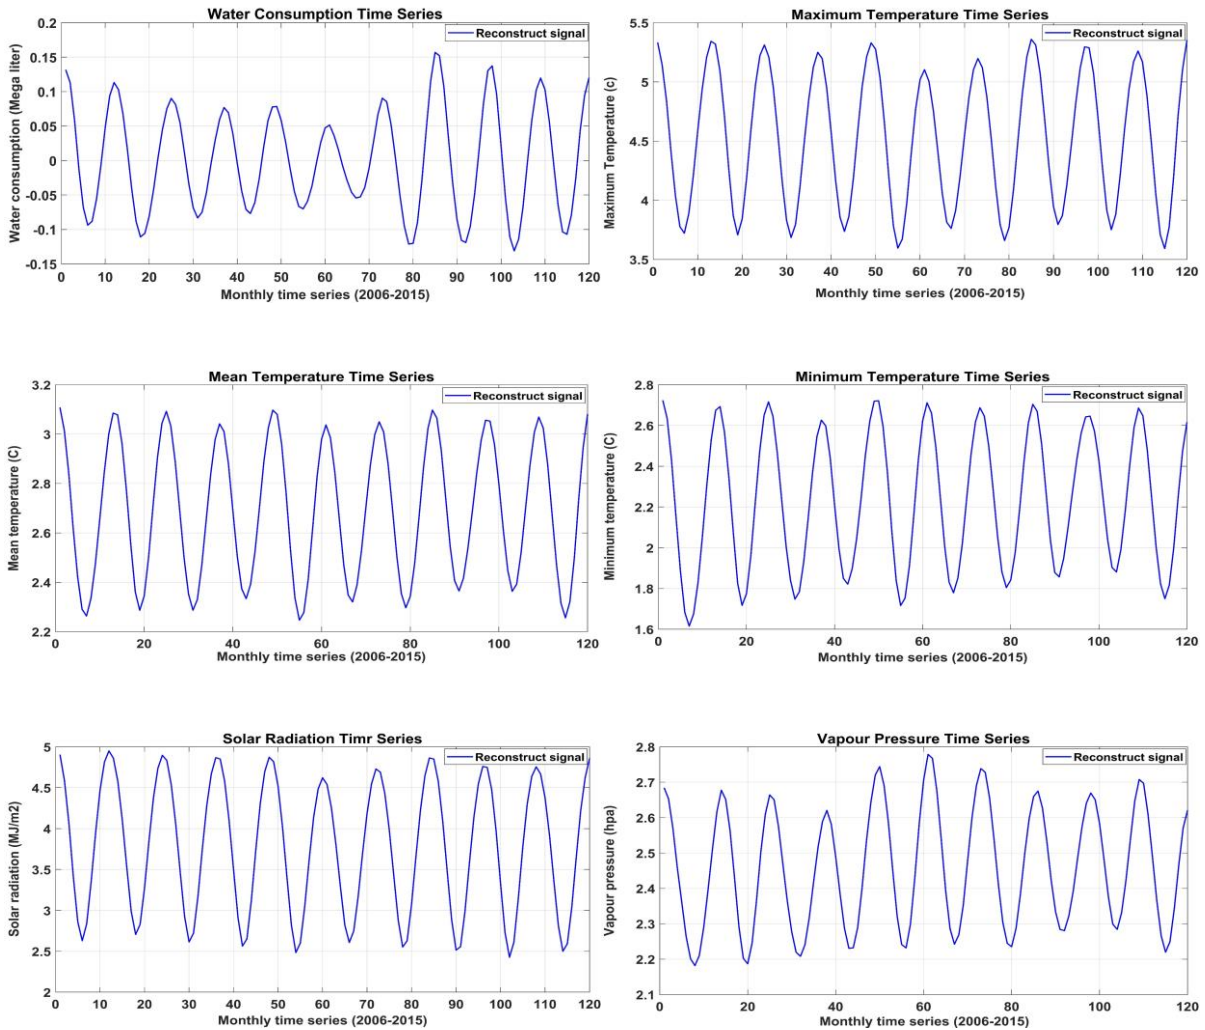 Water Consumption Time Series
Reconstruct signal
Water consumption (Mega liter)
0.2
0.15
0.1
0.05
0
-0.05
-0.1
-0.15
0 10 20 30 40 50 60 70 80 90 100 110 120
Monthly time series (2006-2015)
Maximum Temperature Time Series
Reconstruct signal
Maximum Temperature (c)
5.5
5
4.5
4
3.5
0 10 20 30 40 50 60 70 80 90 100 110 120
Monthly time series (2006-2015)
Mean Temperature Time Series
Reconstruct signal
Mean temperature (C)
3.2
3
2.8
2.6
2.4
2.2
0 20 40 60 80 100 120
Monthly time series (2006-2015)
Minimum Temperature Time Series
Reconstruct signal
Minimum temperature (C)
2.8
2.6
2.4
2.2
2
1.8
1.6
0 20 40 60 80 100 120
Monthly time series (2006-2015)
Solar Radiation Timr Series
Reconstruct signal
Solar radiation (MJ/m2)
5
4.5
4
3.5
3
2.5
2
0 10 20 30 40 50 60 70 80 90 100 110 120
Monthly time series (2006-2015)
Vapour Pressure Time Series
Reconstruct signal
Vapour pressure (hpa)
2.8
2.7
2.6
2.5
2.4
2.3
2.2
2.1
0 20 40 60 80 100 120
Monthly time series (2006-2015)